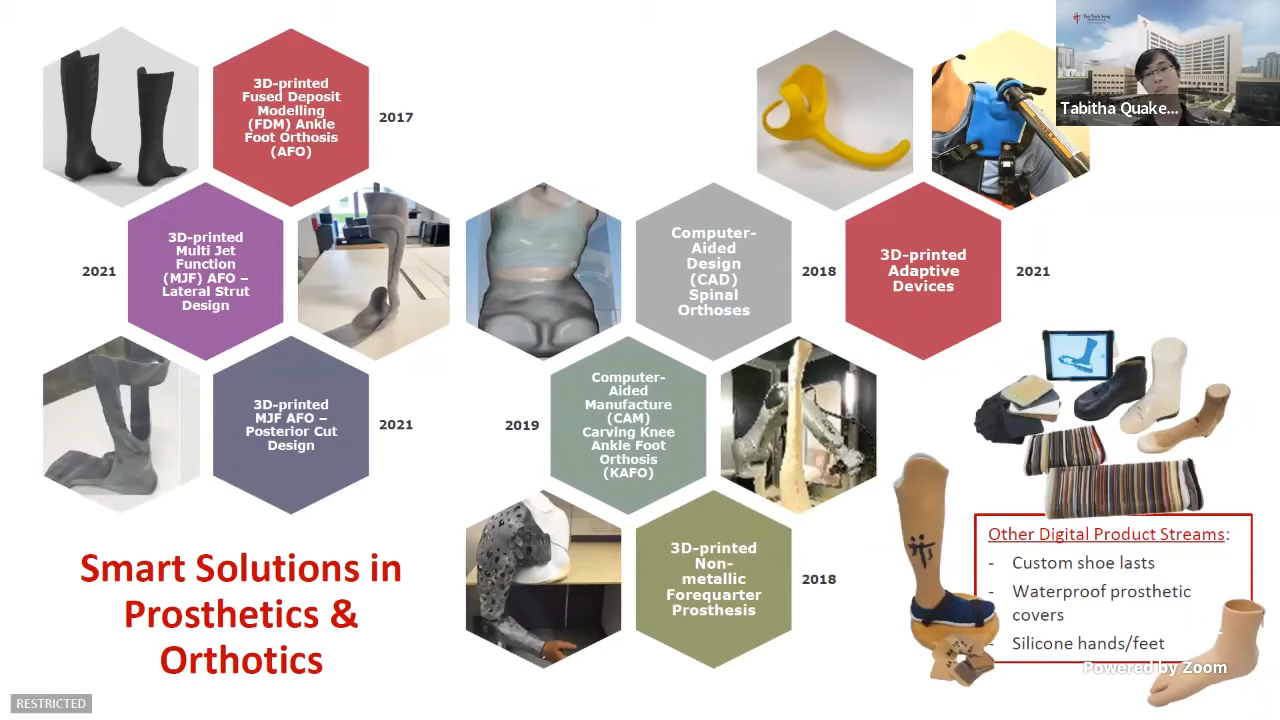 3D-printed
Fused Deposit
Modelling
(FDM) Ankle
Foot Orthosis
(AFO)
2017
Tan Tock Seng
Tabitha Quake...
2021
3D-printed
Multi Jet
Function
(MJF) AFO –
Lateral Strut
Design
Computer-
Aided
Design
(CAD)
Spinal
Orthoses
2018
3D-printed
Adaptive
Devices
2021
3D-printed
MJF AFO –
Posterior Cut
Design
2021
2019
Computer-
Aided
Manufacture
(CAM)
Carving Knee
Ankle Foot
Orthosis
(KAFO)
3D-printed
Non-
metallic
Forequarter
Prosthesis
2018
Smart Solutions in
Prosthetics &
Orthotics
Other Digital Product Streams:
- Custom shoe lasts
- Waterproof prosthetic
covers
- Silicone hands/feet
Powered by Zoom
RESTRICTED